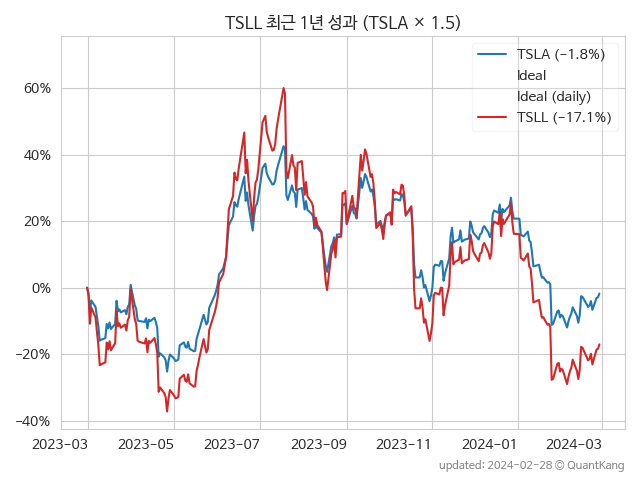 TSLL 최근 1년 성과 (TSLA × 1.5)
TSLA (−1.8%)
Ideal
Ideal (daily)
TSLL (−17.1%)
60%
40%
20%
0%
−20%
−40%
2023−03
2023−05
2023−07
2023−09
2023−11
2024−01
2024−03
updated: 2024−02−28 © QuantKang